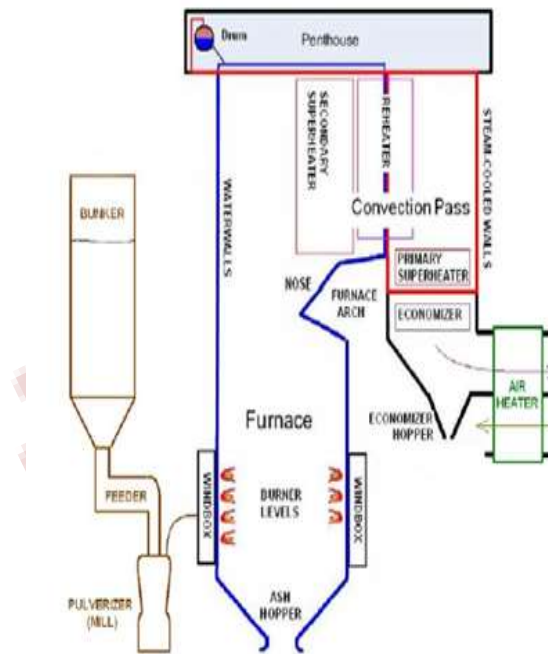 Drum
Penthouse
SECONDARY
SUPERHEATER
REHEATER
STEAM-COOLED WALLS
WATERWALLS
BUNKER
Convection Pass
PRIMARY
SUPERHEATER
NOSE
FURNACE
ARCH
ECONOMIZER
AIR
HEATER
Furnace
ECONOMIZER
HOPPER
WINDBOX
BURNER
LEVELS
WINDBOX
FEEDER
ASH
HOPPER
PULVERIZER
(MILL)